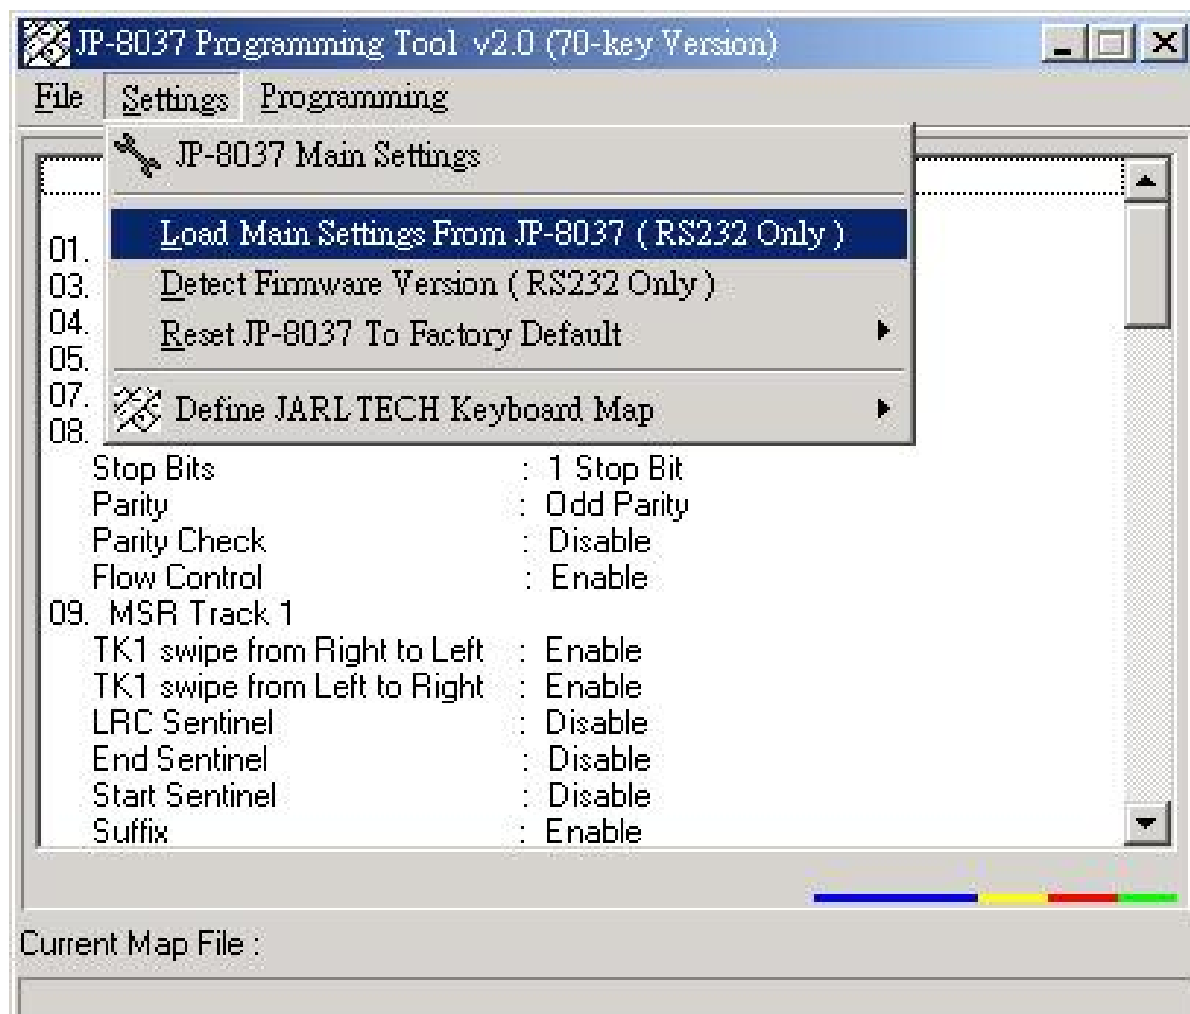 JP-8037 Programming Tool v2.0 (70-key Version)
File Settings Programming
JP-8037 Main Settings
Load Main Settings From JP-8037 ( RS232 Only )
Detect Firmware Version ( RS232 Only )
Reset JP-8037 To Factory Default
Define JARLTECH Keyboard Map
01.
03.
04.
05.
07.
08.
Stop Bits : 1 Stop Bit
Parity : Odd Parity
Parity Check : Disable
Flow Control : Enable
09. MSR Track 1
TK1 swipe from Right to Left : Enable
TK1 swipe from Left to Right : Enable
LRC Sentinel : Disable
End Sentinel : Disable
Start Sentinel : Disable
Suffix : Enable
Current Map File :